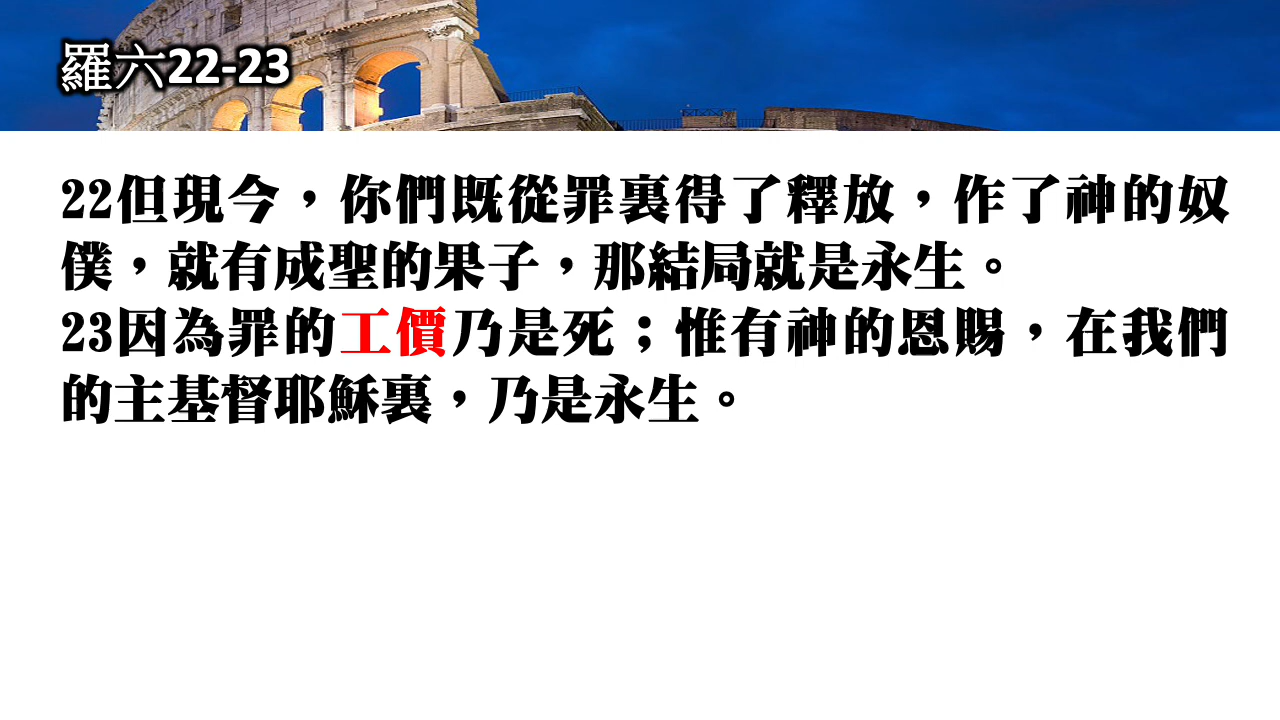 羅六22-23
22但現今，你們既從罪裏得了釋放，作了神的奴
僕，就有成聖的果子，那結局就是永生。
23因為罪的工價乃是死；惟有神的恩賜，在我們
的主基督耶穌裏，乃是永生。